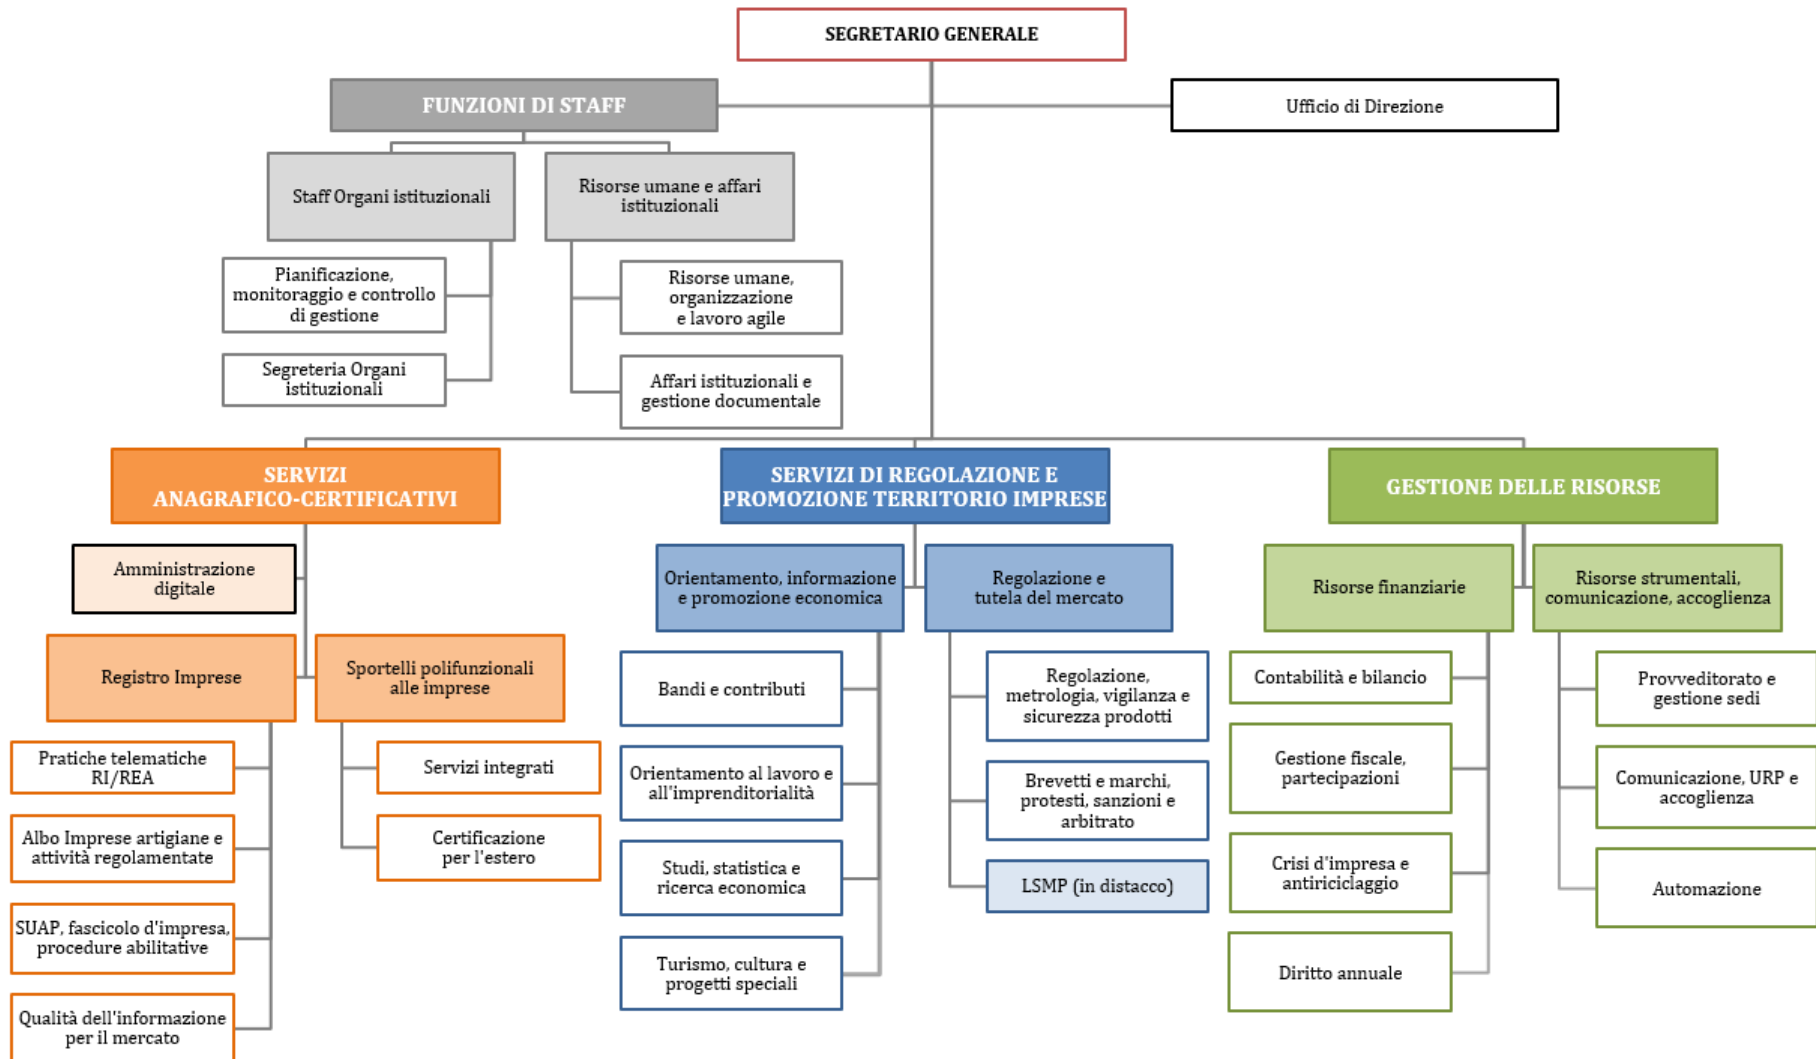 SEGRETARIO GENERALE
FUNZIONI DI STAFF
Ufficio di Direzione
Staff Organi istituzionali
Risorse umane e affari
istituzionali
Pianificazione,
monitoraggio e controllo
di gestione
Segreteria Organi
istituzionali
Risorse umane,
organizzazione
e lavoro agile
Affari istituzionali e
gestione documentale
SERVIZI
ANAGRAFICO-CERTIFICATIVI
Amministrazione
digitale
Registro Imprese
Pratiche telematiche
RI/REA
Albo Imprese artigiane e
attività regolamentate
SUAP, fascicolo d'impresa,
procedure abilitative
Qualità dell'informazione
per il mercato
Sportelli polifunzionali
alle imprese
Servizi integrati
Certificazione
per l'estero
SERVIZI DI REGOLAZIONE E
PROMOZIONE TERRITORIO IMPRESE
Orientamento, informazione
e promozione economica
Bandi e contributi
Orientamento al lavoro e
all'imprenditorialità
Studi, statistica e
ricerca economica
Turismo, cultura e
progetti speciali
Regolazione e
tutela del mercato
Regolazione,
metrologia, vigilanza e
sicurezza prodotti
Brevetti e marchi,
protesti, sanzioni e
arbitrato
LSMP (in distacco)
GESTIONE DELLE RISORSE
Risorse finanziarie
Contabilità e bilancio
Gestione fiscale,
partecipazioni
Crisi d'impresa e
antiriciclaggio
Diritto annuale
Risorse strumentali,
comunicazione, accoglienza
Provveditorato e
gestione sedi
Comunicazione, URP e
accoglienza
Automazione